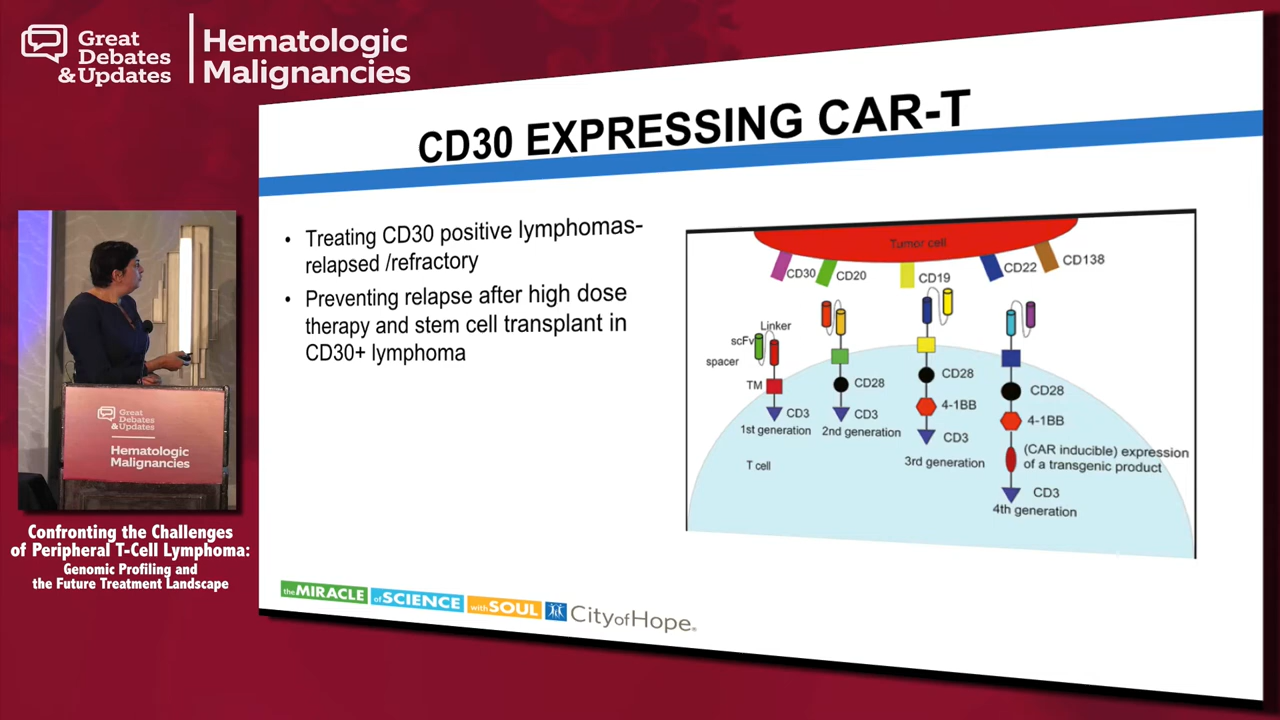 Great
Debates
& Updates
Hematologic
Malignancies
CD30 EXPRESSING CAR-T
• Treating CD30 positive lymphomas-
relapsed /refractory
• Preventing relapse after high dose
therapy and stem cell transplant in
CD30+ lymphoma
Tumor cell
CD30
CD20
CD19
CD22
CD138
Linker
scFv
spacer
TM
CD3
1st generation
CD28
CD3
2nd generation
CD28
4-1BB
CD3
3rd generation
CD28
4-1BB
(CAR inducible) expression
of a transgenic product
CD3
4th generation
T cell
Great
Debates
& Updates
Hematologic
Malignancies
Confronting the Challenges
of Peripheral T-Cell Lymphoma:
Genomic Profiling and
the Future Treatment Landscape
the MIRACLE of SCIENCE with SOUL City of Hope®